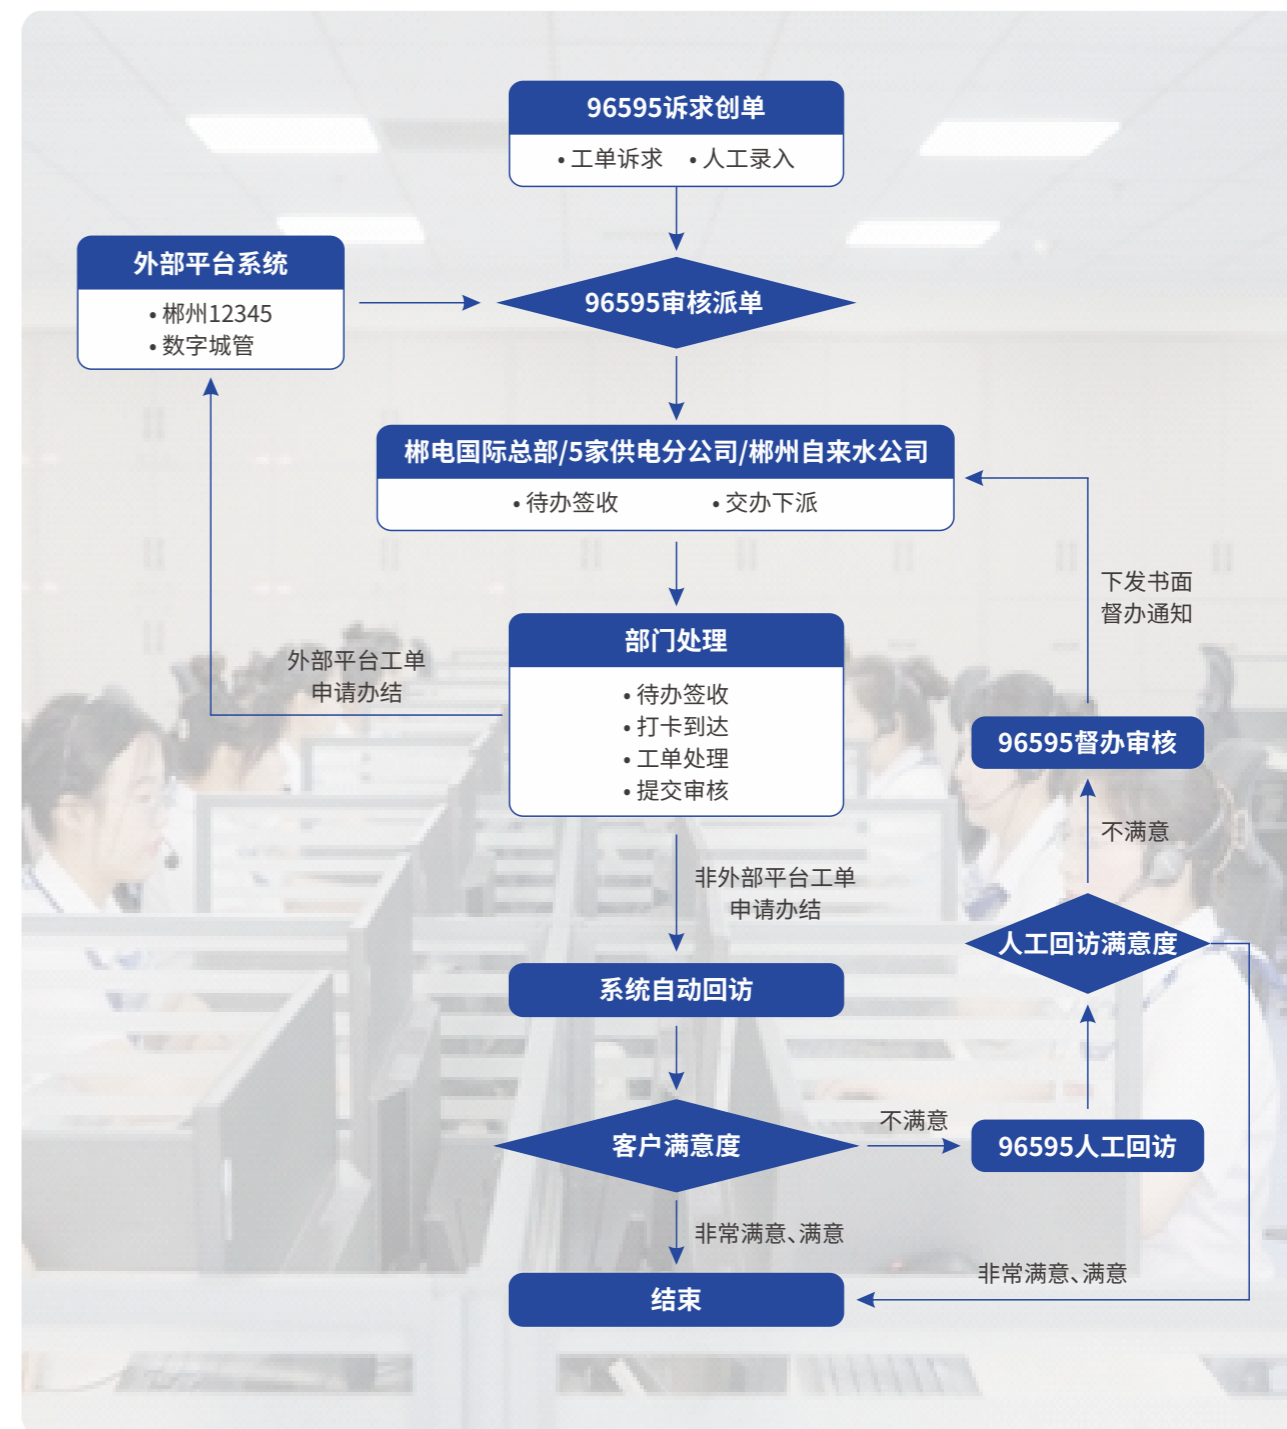 96595诉求创单
• 工单诉求 • 人工录入
外部平台系统
• 郴州12345
• 数字城管
96595审核派单
郴电国际总部/5家供电分公司/郴州自来水公司
• 待办签收 • 交办下派
下发书面
督办通知
部门处理
• 待办签收
• 打卡到达
• 工单处理
• 提交审核
外部平台工单
申请办结
96595督办审核
不满意
非外部平台工单
申请办结
人工回访满意度
系统自动回访
客户满意度
不满意
96595人工回访
非常满意、满意
非常满意、满意
结束